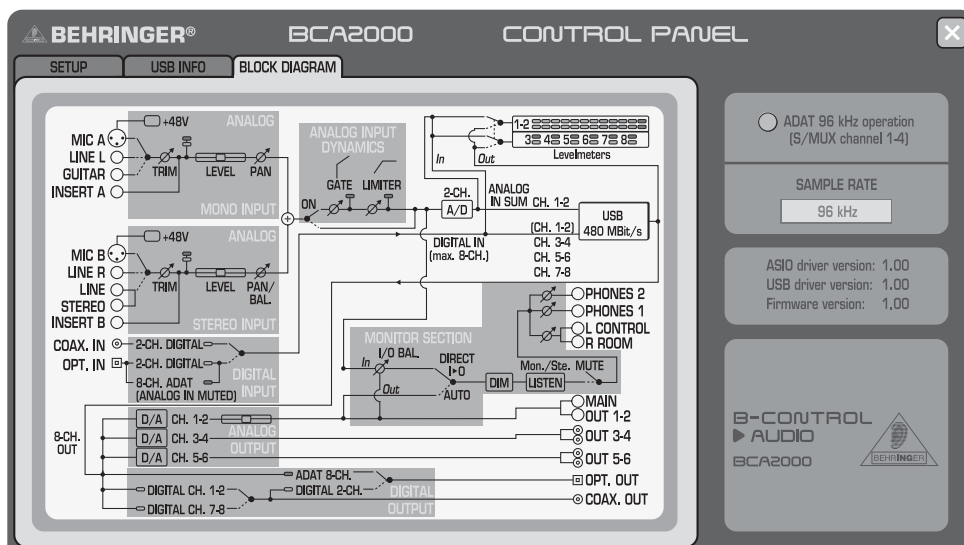 BEHRINGER® BCA2000 CONTROL PANEL
SETUP USB INFO BLOCK DIAGRAM
+48V ANALOG
MIC A
LINE L
GUITAR
INSERT A
TRIM LEVEL PAN
MONO INPUT
ANALOG INPUT
DYNAMICS
GATE LIMITER
ON
In Out
1-2
3 4 5 6 7 8
Levelmeters
2-CH.
A/D
ANALOG
IN SUM CH. 1-2
(CH. 1-2)
CH. 3-4
CH. 5-6
CH. 7-8
DIGITAL IN
(max. 8-CH.)
USB
480 MBit/s
+48V ANALOG
MIC B
LINE R
LINE
STEREO
INSERT B
TRIM LEVEL PAN/
BAL.
STEREO INPUT
COAX. IN 2-CH. DIGITAL
OPT. IN 2-CH. DIGITAL
8-CH. ADAT
(ANALOG IN MUTED)
DIGITAL
INPUT
MONITOR SECTION
I/O BAL.
In
Out
DIRECT
I▶O
AUTO
DIM
Mon./Ste. MUTE
LISTEN
PHONES 2
PHONES 1
L CONTROL
R ROOM
MAIN
OUT 1-2
OUT 3-4
OUT 5-6
OPT. OUT
COAX. OUT
8-CH.
OUT
D/A CH. 1-2
D/A CH. 3-4
D/A CH. 5-6
ANALOG
OUTPUT
ADAT 8-CH.
DIGITAL CH. 1-2 DIGITAL 2-CH.
DIGITAL CH. 7-8
DIGITAL
OUTPUT
ADAT 96 kHz operation
(S/MUX channel 1-4)
SAMPLE RATE
96 kHz
ASIO driver version: 1.00
USB driver version: 1.00
Firmware version: 1,00
B-CONTROL
▶ AUDIO
BCA2000
BEHRINGER